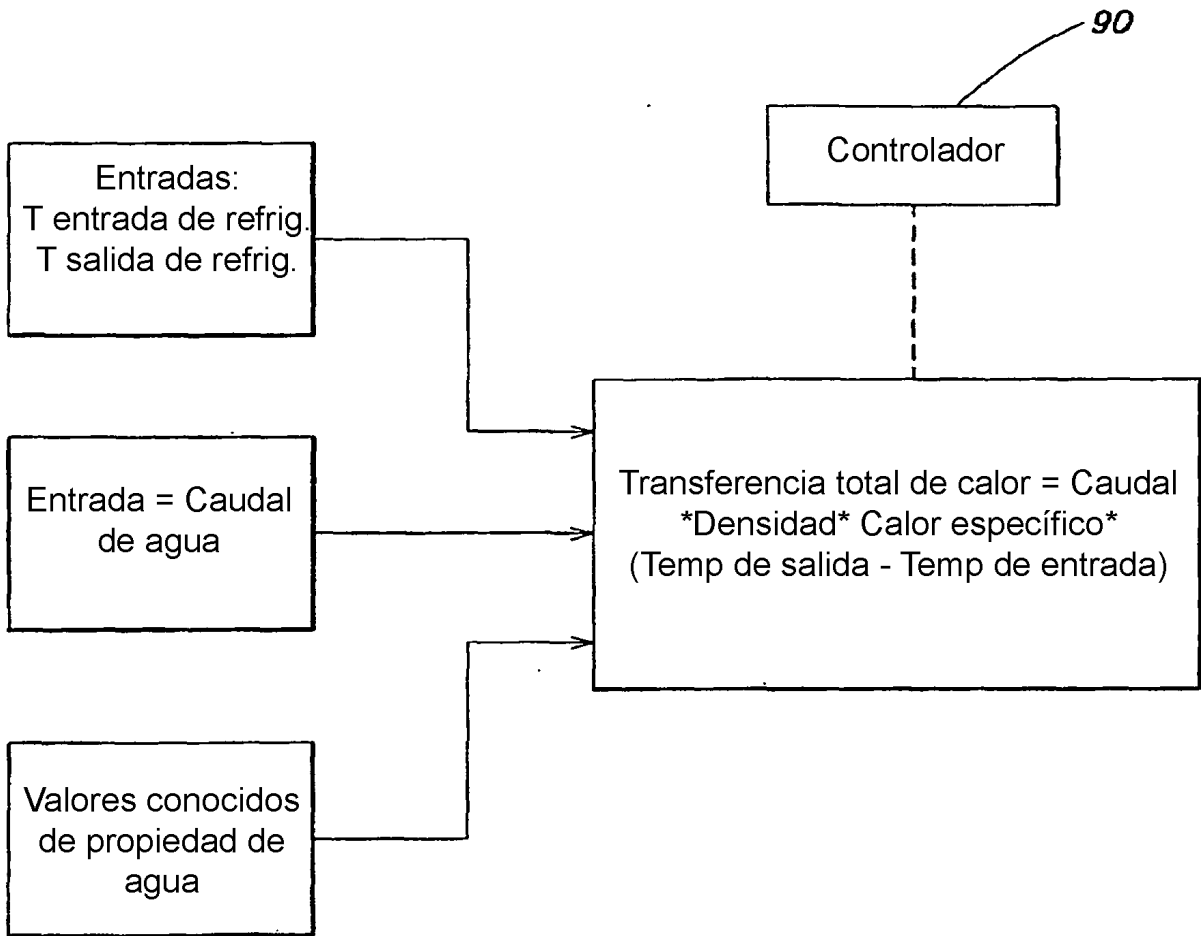 90
Controlador
Entradas:
T entrada de refrig.
T salida de refrig.
Entrada = Caudal
de agua
Transferencia total de calor = Caudal
*Densidad* Calor específico*
(Temp de salida - Temp de entrada)
Valores conocidos
de propiedad de
agua